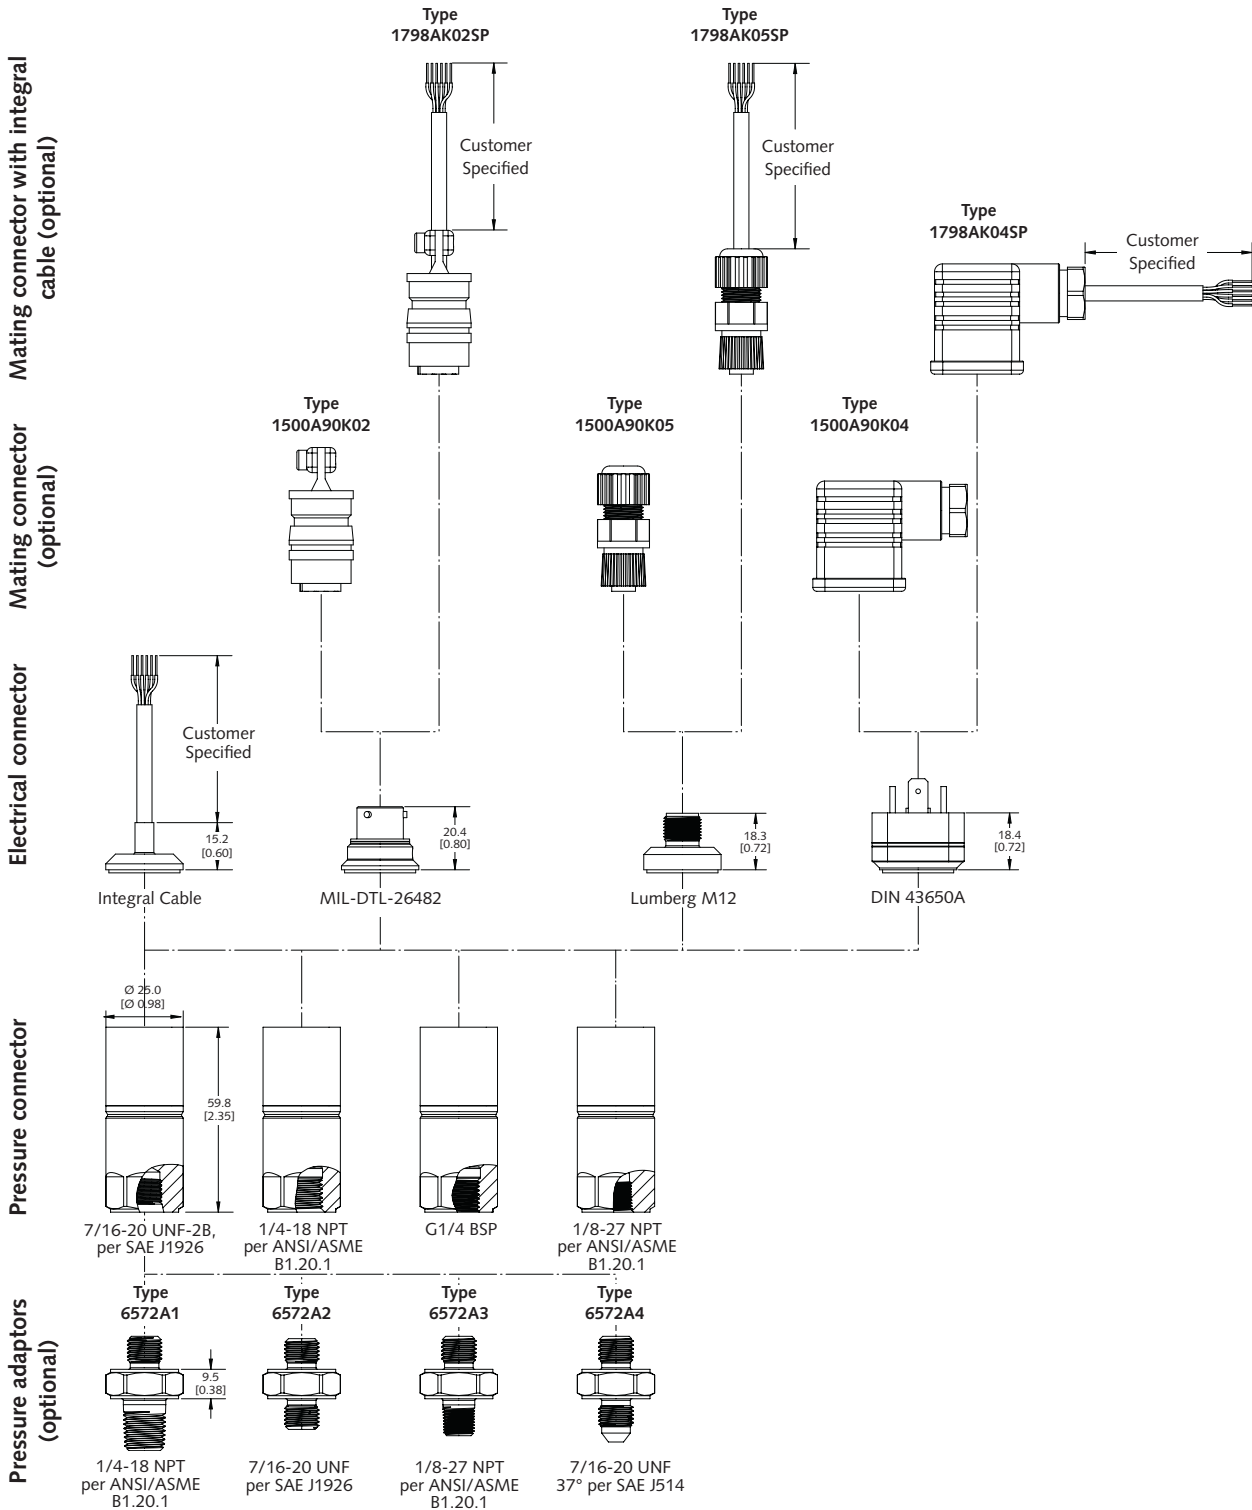 Mating connector with integral
cable (optional)
Type
1798AK02SP
Customer
Specified
Type
1798AK05SP
Customer
Specified
Type
1798AK04SP
Customer
Specified
Mating connector
(optional)
Type
1500A90K02
Type
1500A90K05
Type
1500A90K04
Electrical connector
Customer
Specified
15.2
[0.60]
Integral Cable
20.4
[0.80]
MIL-DTL-26482
18.3
[0.72]
Lumberg M12
18.4
[0.72]
DIN 43650A
Pressure connector
Ø 25.0
[Ø 0.98]
59.8
[2.35]
7/16-20 UNF-2B,
per SAE J1926
1/4-18 NPT
per ANSI/ASME
B1.20.1
G1/4 BSP
1/8-27 NPT
per ANSI/ASME
B1.20.1
Pressure adaptors
(optional)
Type
6572A1
9.5
[0.38]
1/4-18 NPT
per ANSI/ASME
B1.20.1
Type
6572A2
7/16-20 UNF
per SAE J1926
Type
6572A3
1/8-27 NPT
per ANSI/ASME
B1.20.1
Type
6572A4
7/16-20 UNF
37° per SAE J514